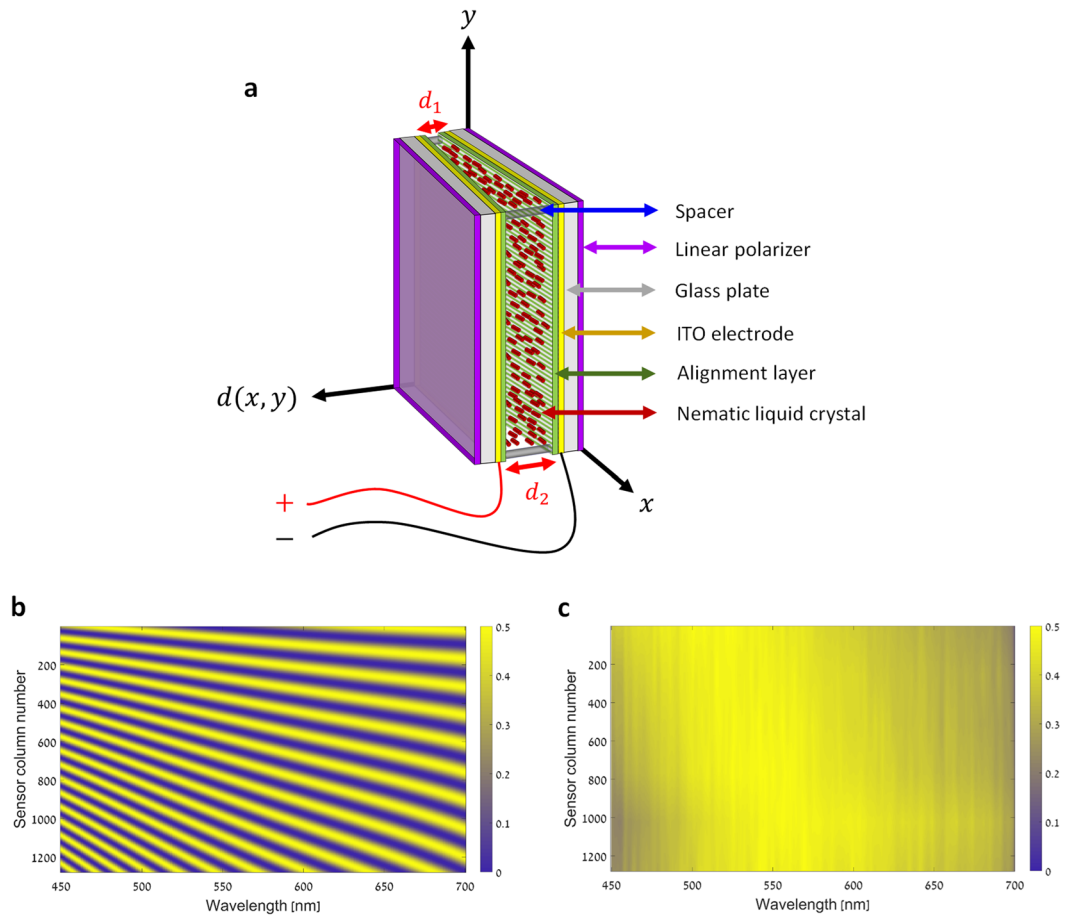 a
y
d₁
Spacer
Linear polarizer
Glass plate
ITO electrode
Alignment layer
Nematic liquid crystal
d(x, y)
x
d₂
+
−
b
Sensor column number
200
400
600
800
1000
1200
450 500 550 600 650 700
Wavelength [nm]
0.5
0.4
0.3
0.2
0.1
0
c
Sensor column number
200
400
600
800
1000
1200
450 500 550 600 650 700
Wavelength [nm]
0.5
0.4
0.3
0.2
0.1
0